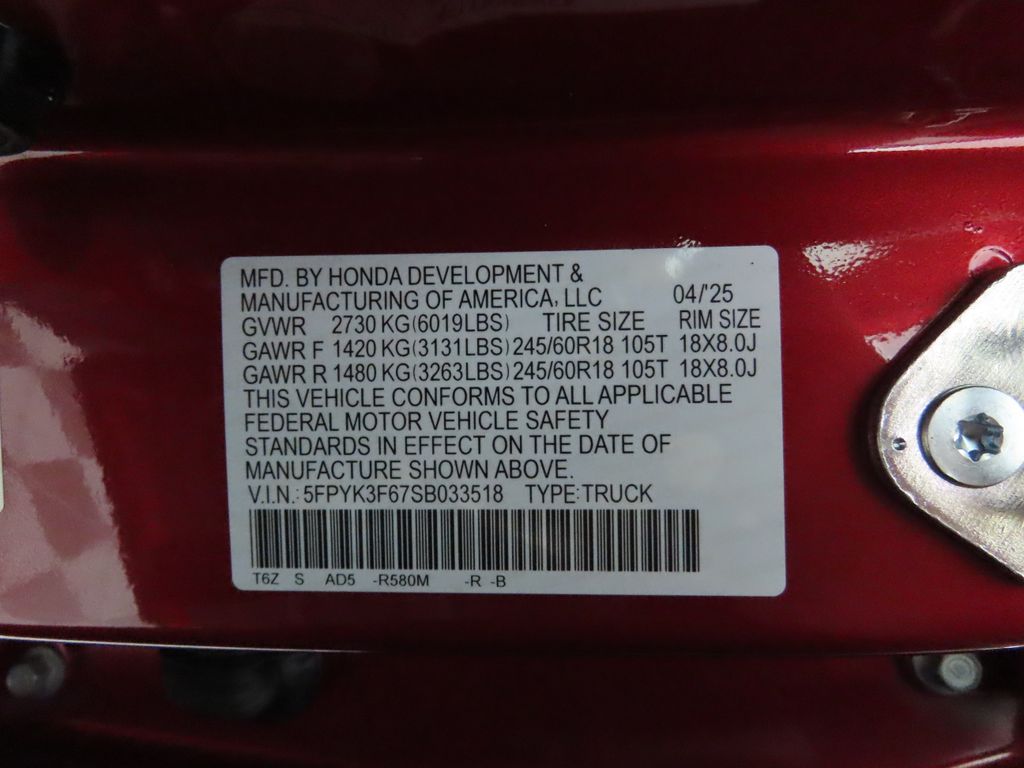 MFD. BY HONDA DEVELOPMENT &
MANUFACTURING OF AMERICA, LLC 04/'25
GVWR 2730 KG(6019LBS) TIRE SIZE RIM SIZE
GAWR F 1420 KG(3131LBS) 245/60R18 105T 18X8.0J
GAWR R 1480 KG(3263LBS) 245/60R18 105T 18X8.0J
THIS VEHICLE CONFORMS TO ALL APPLICABLE
FEDERAL MOTOR VEHICLE SAFETY
STANDARDS IN EFFECT ON THE DATE OF
MANUFACTURE SHOWN ABOVE.
V.I.N.: 5FPYK3F67SB033518 TYPE: TRUCK
T6Z S AD5 -R580M -R -B